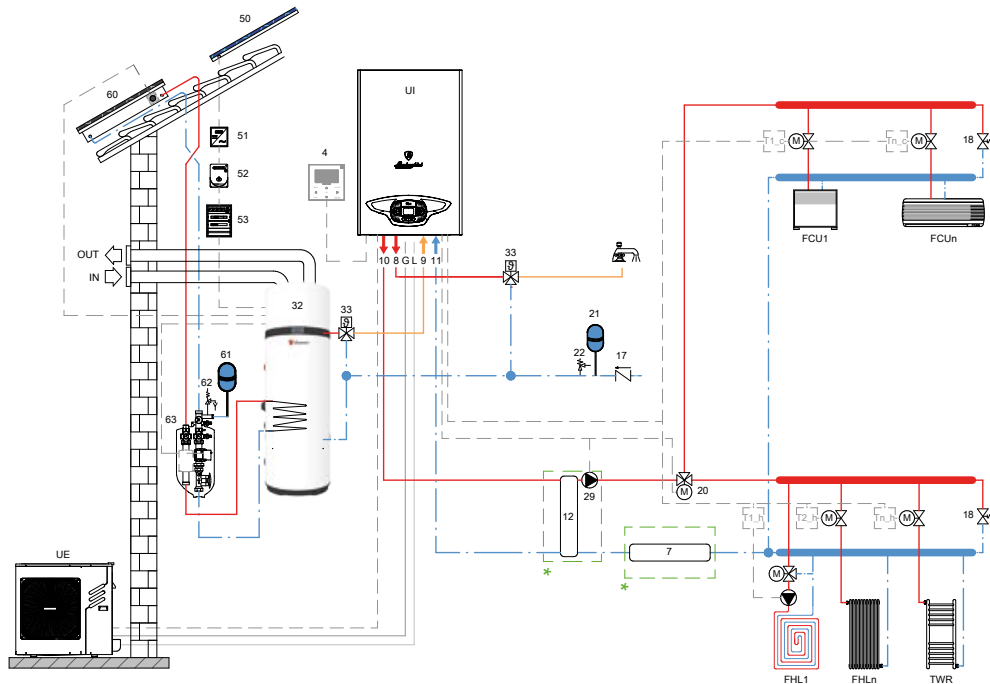 50
60
UI
51
52
4
53
T1_c
M
Tn_c
M
18
FCU1
FCUn
OUT
IN
10 8 G L 9 11
33
32
33
21
22
17
61
62
63
29
20
M
12
7
*
*
T1_h
T2_h
M
Tn_h
M
18
M
UE
FHL1
FHLn
TWR